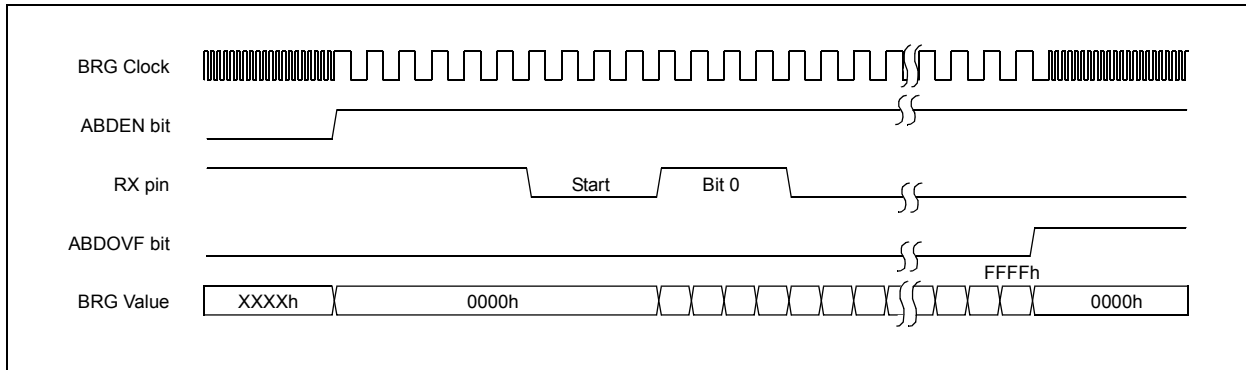 BRG Clock
ABDEN bit
RX pin
Start
Bit 0
ABDOVF bit
FFFFh
BRG Value
XXXXh
0000h
0000h